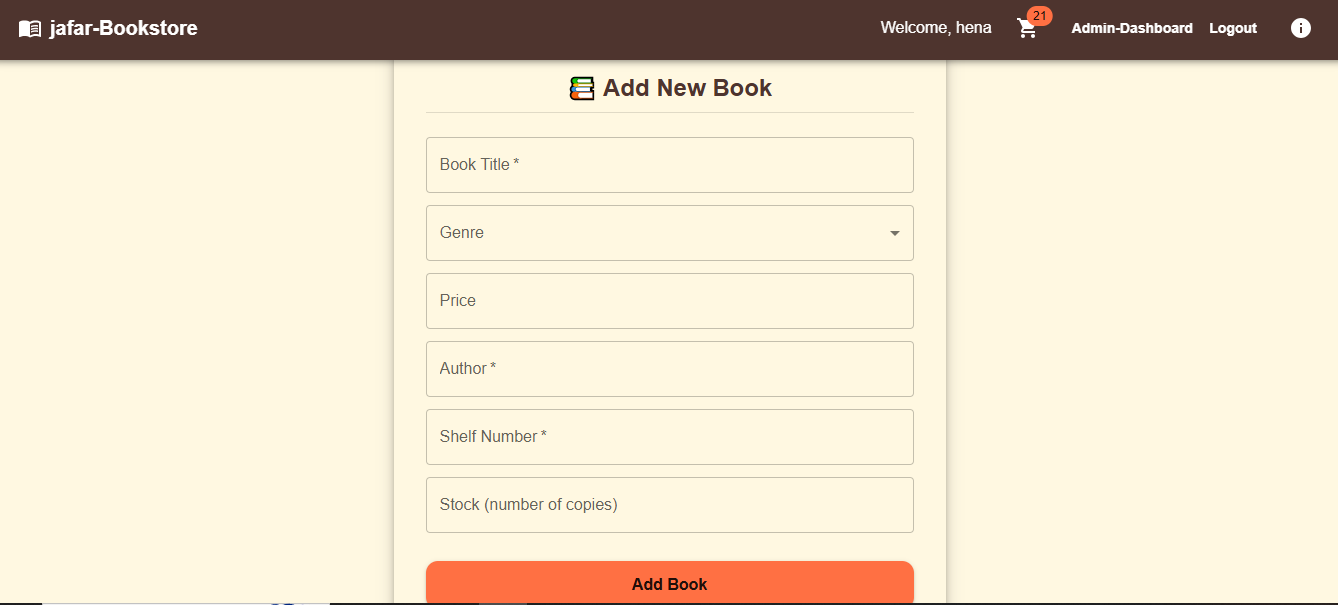 jafar-Bookstore
Welcome, hena
21
Admin-Dashboard
Logout
Add New Book
Book Title *
Genre
Price
Author *
Shelf Number *
Stock (number of copies)
Add Book